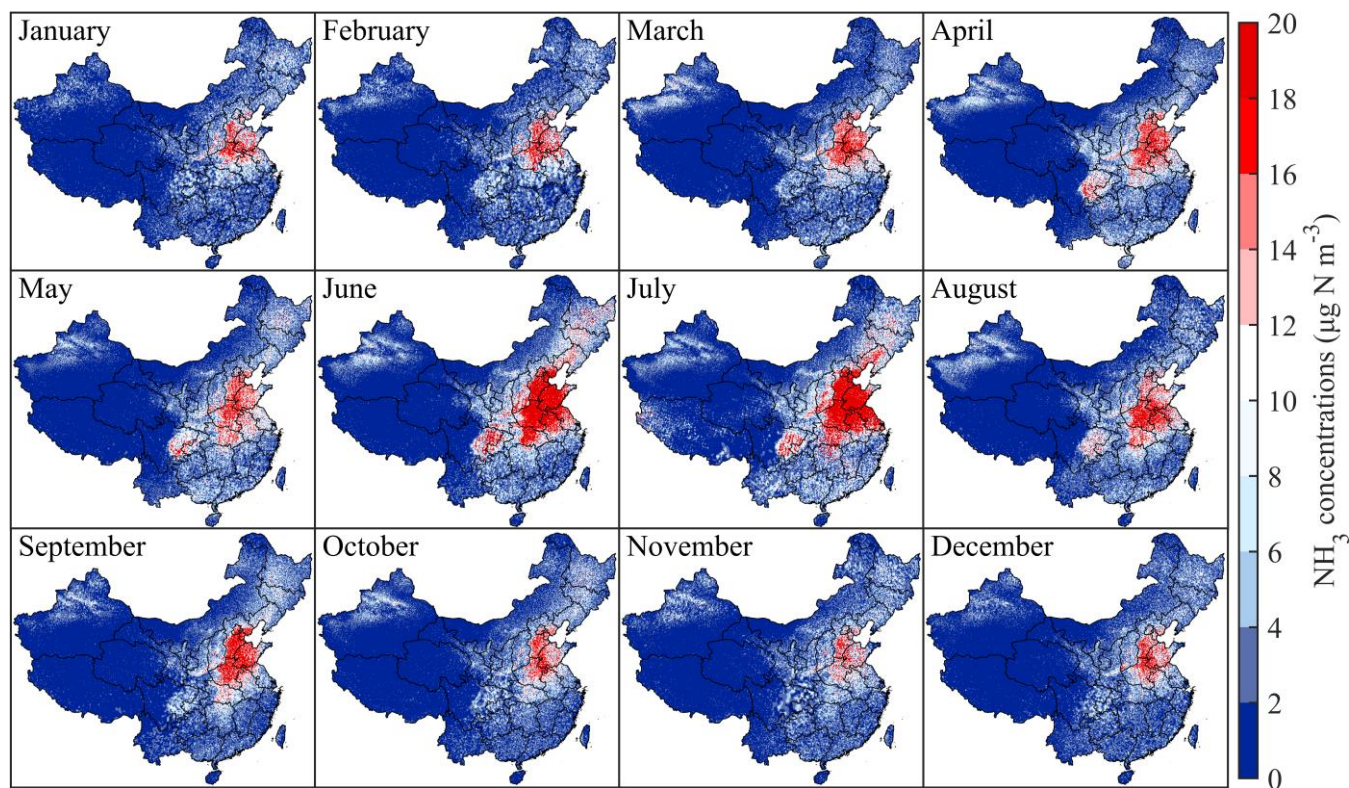 January
February
March
April
May
June
July
August
September
October
November
December
20
18
16
14
12
10
8
6
4
2
0
NH₃ concentrations (µg N m⁻³)